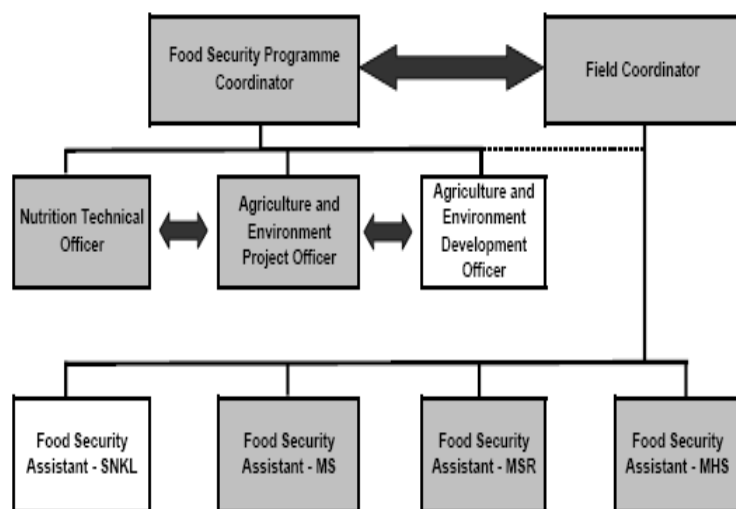 Food Security Programme
Coordinator
Field Coordinator
Nutrition Technical
Officer
Agriculture and
Environment
Project Officer
Agriculture and
Environment
Development
Officer
Food Security
Assistant - SNKL
Food Security
Assistant - MS
Food Security
Assistant - MSR
Food Security
Assistant - MHS